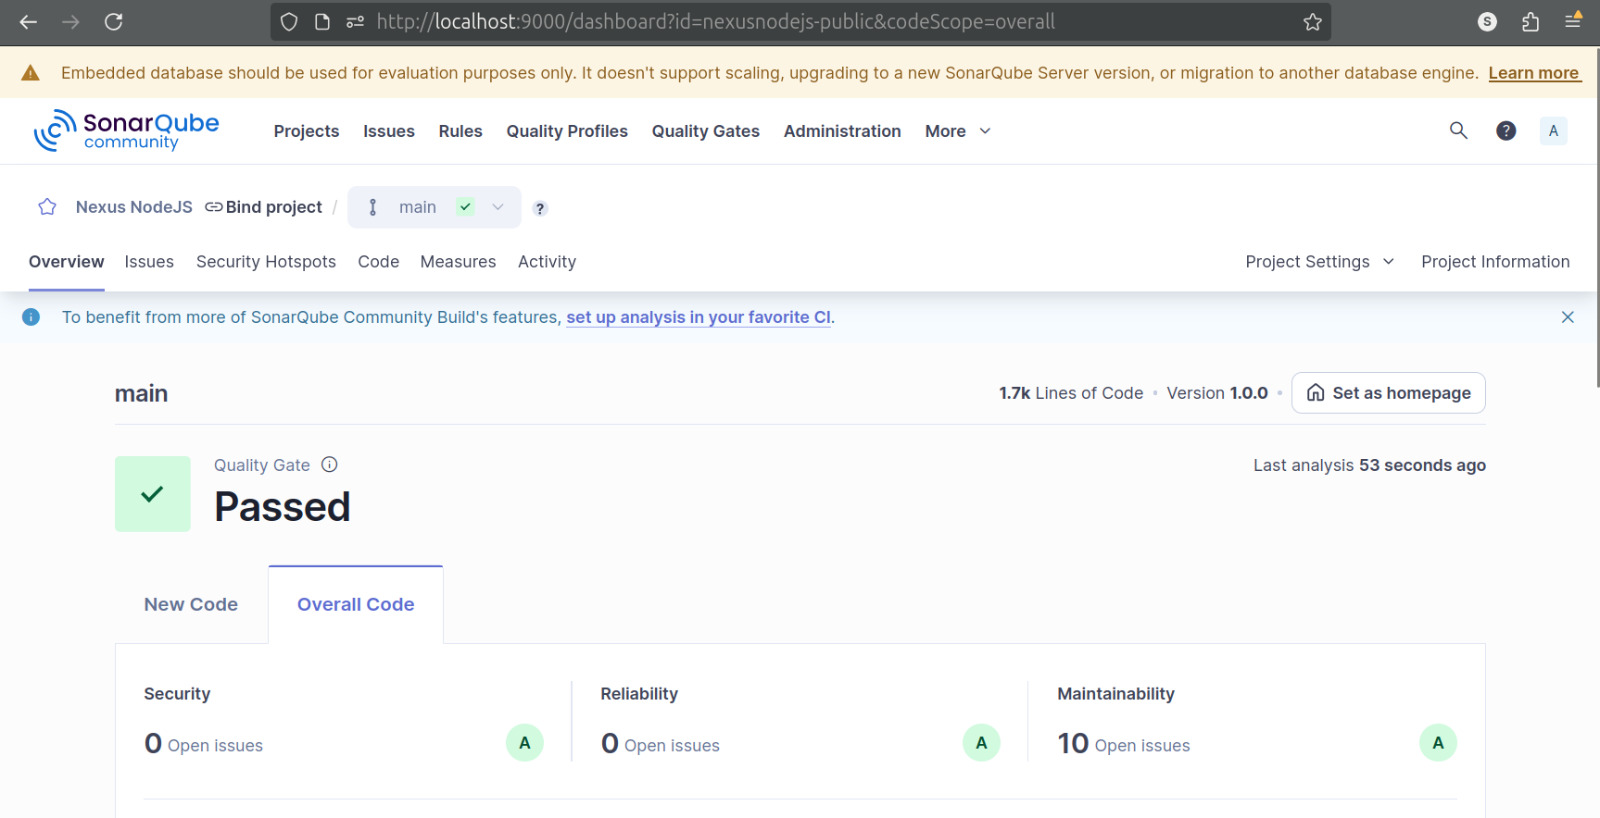 http://localhost:9000/dashboard?id=nexusnodejs-public&codeScope=overall
S
Embedded database should be used for evaluation purposes only. It doesn't support scaling, upgrading to a new SonarQube Server version, or migration to another database engine. Learn more
SonarQube
community
Projects Issues Rules Quality Profiles Quality Gates Administration More
? A
Nexus NodeJS Bind project / main ?
Overview Issues Security Hotspots Code Measures Activity Project Settings Project Information
To benefit from more of SonarQube Community Build's features, set up analysis in your favorite CI.
main 1.7k Lines of Code • Version 1.0.0 • Set as homepage
Quality Gate Last analysis 53 seconds ago
Passed
New Code Overall Code
Security Reliability Maintainability
0 Open issues A 0 Open issues A 10 Open issues A